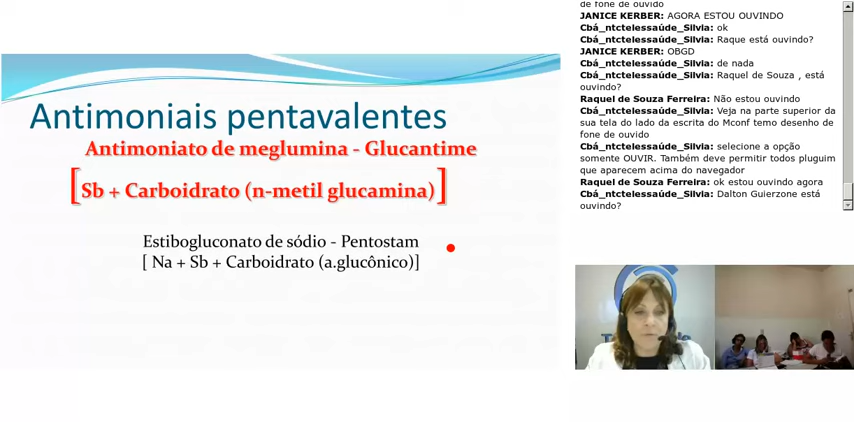 Antimoniais pentavalentes
Antimoniato de meglumina - Glucantime
[Sb + Carboidrato (n-metil glucamina)]
Estibogluconato de sódio - Pentostam
[ Na + Sb + Carboidrato (a.glucônico)]
de fone de ouvido
JANICE KERBER: AGORA ESTOU OUVINDO
Cbá_ntctelessaúde_Silvia: ok
Cbá_ntctelessaúde_Silvia: Raque está ouvindo?
JANICE KERBER: OBGD
Cbá_ntctelessaúde_Silvia: de nada
Cbá_ntctelessaúde_Silvia: Raquel de Souza , está
ouvindo?
Raquel de Souza Ferreira: Não estou ouvindo
Cbá_ntctelessaúde_Silvia: Veja na parte superior da
sua tela do lado da escrita do Mconf temo desenho de
fone de ouvido
Cbá_ntctelessaúde_Silvia: selecione a opção
somente OUVIR. Também deve permitir todos pluguim
que aparecem acima do navegador
Raquel de Souza Ferreira: ok estou ouvindo agora
Cbá_ntctelessaúde_Silvia: Dalton Guierzone está
ouvindo?